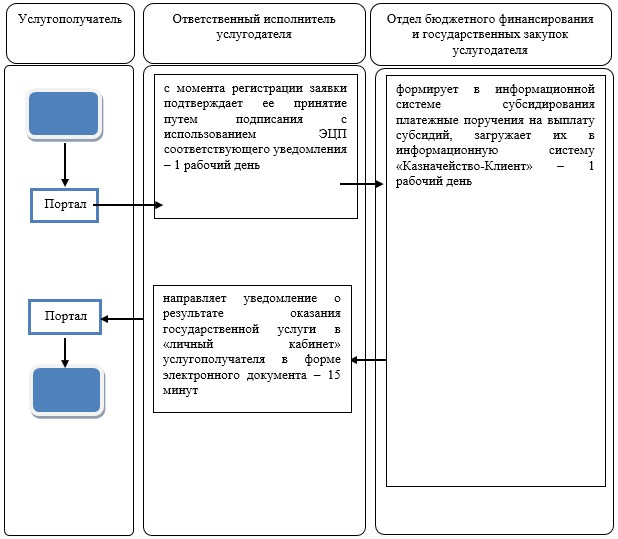 Услугополучатель
Ответственный исполнитель
услугодателя
Отдел бюджетного финансирования
и государственных закупок
услугодателя
с момента регистрации заявки
подтверждает ее принятие
путем подписания с
использованием ЭЦП
соответствующего уведомления
– 1 рабочий день
формирует в информационной
системе субсидирования
платежные поручения на выплату
субсидий, загружает их в
информационную систему
«Казначейство-Клиент» – 1
рабочий день
Портал
Портал
направляет уведомление о
результате оказания
государственной услуги в
«личный кабинет»
услугополучателя в форме
электронного документа – 15
минут